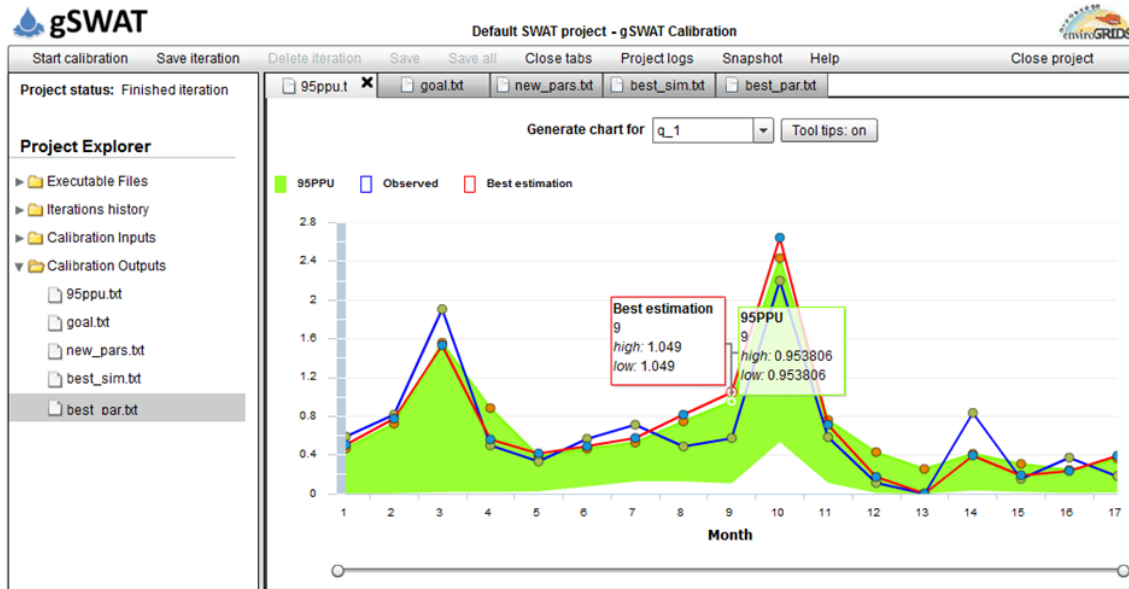 gSWAT
Default SWAT project - gSWAT Calibration
enviroGRIDS
Start calibration Save iteration Delete iteration Save Save all Close tabs Project logs Snapshot Help Close project
Project status: Finished iteration
95ppu.t goal.txt new_pars.txt best_sim.txt best_par.txt
Generate chart for q_1 Tool tips: on
Project Explorer
Executable Files
Iterations history
Calibration Inputs
Calibration Outputs
95ppu.txt
goal.txt
new_pars.txt
best_sim.txt
best_par.txt
95PPU Observed Best estimation
2.8
2.4
2
1.6
1.2
0.8
0.4
0
Best estimation
9
high: 1.049
low: 1.049
95PPU
9
high: 0.953806
low: 0.953806
1 2 3 4 5 6 7 8 9 10 11 12 13 14 15 16 17
Month